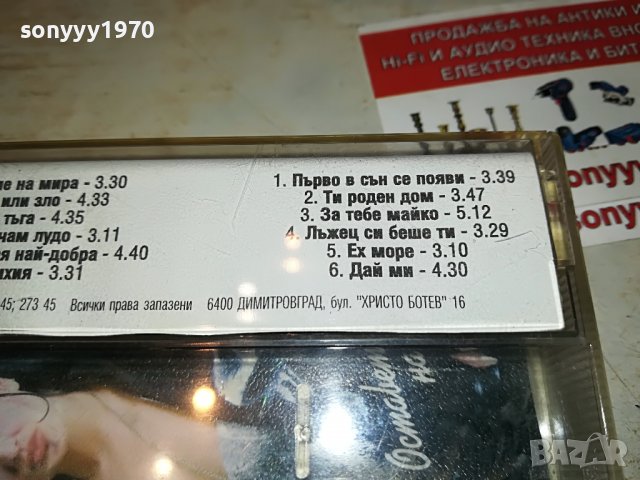 sonyyy1970
ПРОДАЖБА НА АНТИКИ И
Hi-Fi И АУДИО ТЕХНИКА ВНО
ЕЛЕКТРОНИКА И БИТ
на мира - 3.30
или зло - 4.33
тъга - 4.35
лудо - 3.11
най-добра - 4.40
- 3.31
1. Първо в сън се появи - 3.39
2. Ти роден дом - 3.47
3. За тебе майко - 5.12
4. Лъжец си беше ти - 3.29
5. Ех море - 3.10
6. Дай ми - 4.30
45; 273 45 Всички права запазени 6400 ДИМИТРОВГРАД, бул. "ХРИСТО БОТЕВ" 16
sonyyy
sony
на
BAZAR